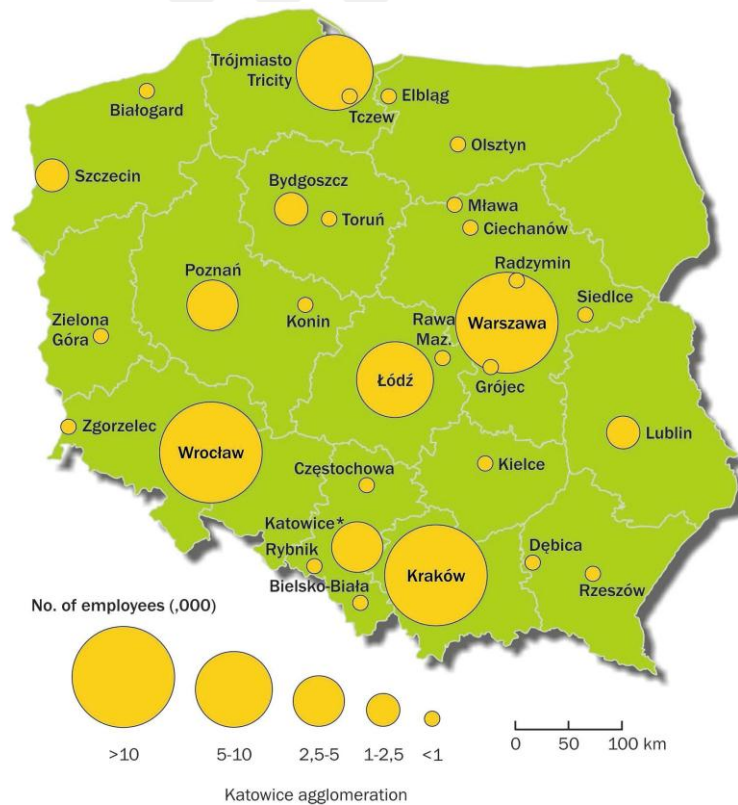 Trójmiasto
Tricity
Tczew
Elbląg
Białogard
Olsztyn
Szczecin
Bydgoszcz
Toruń
Mława
Ciechanów
Radzymin
Poznań
Konin
Siedlce
Warszawa
Zielona
Góra
Rawa
Maz.
Łódź
Grójec
Zgorzelec
Wrocław
Lublin
Częstochowa
Kielce
Katowice*
Rybnik
Bielsko-Biała
Kraków
Dębica
Rzeszów
No. of employees (,000)
>10
5-10
2,5-5
1-2,5
<1
0 50 100 km
Katowice agglomeration